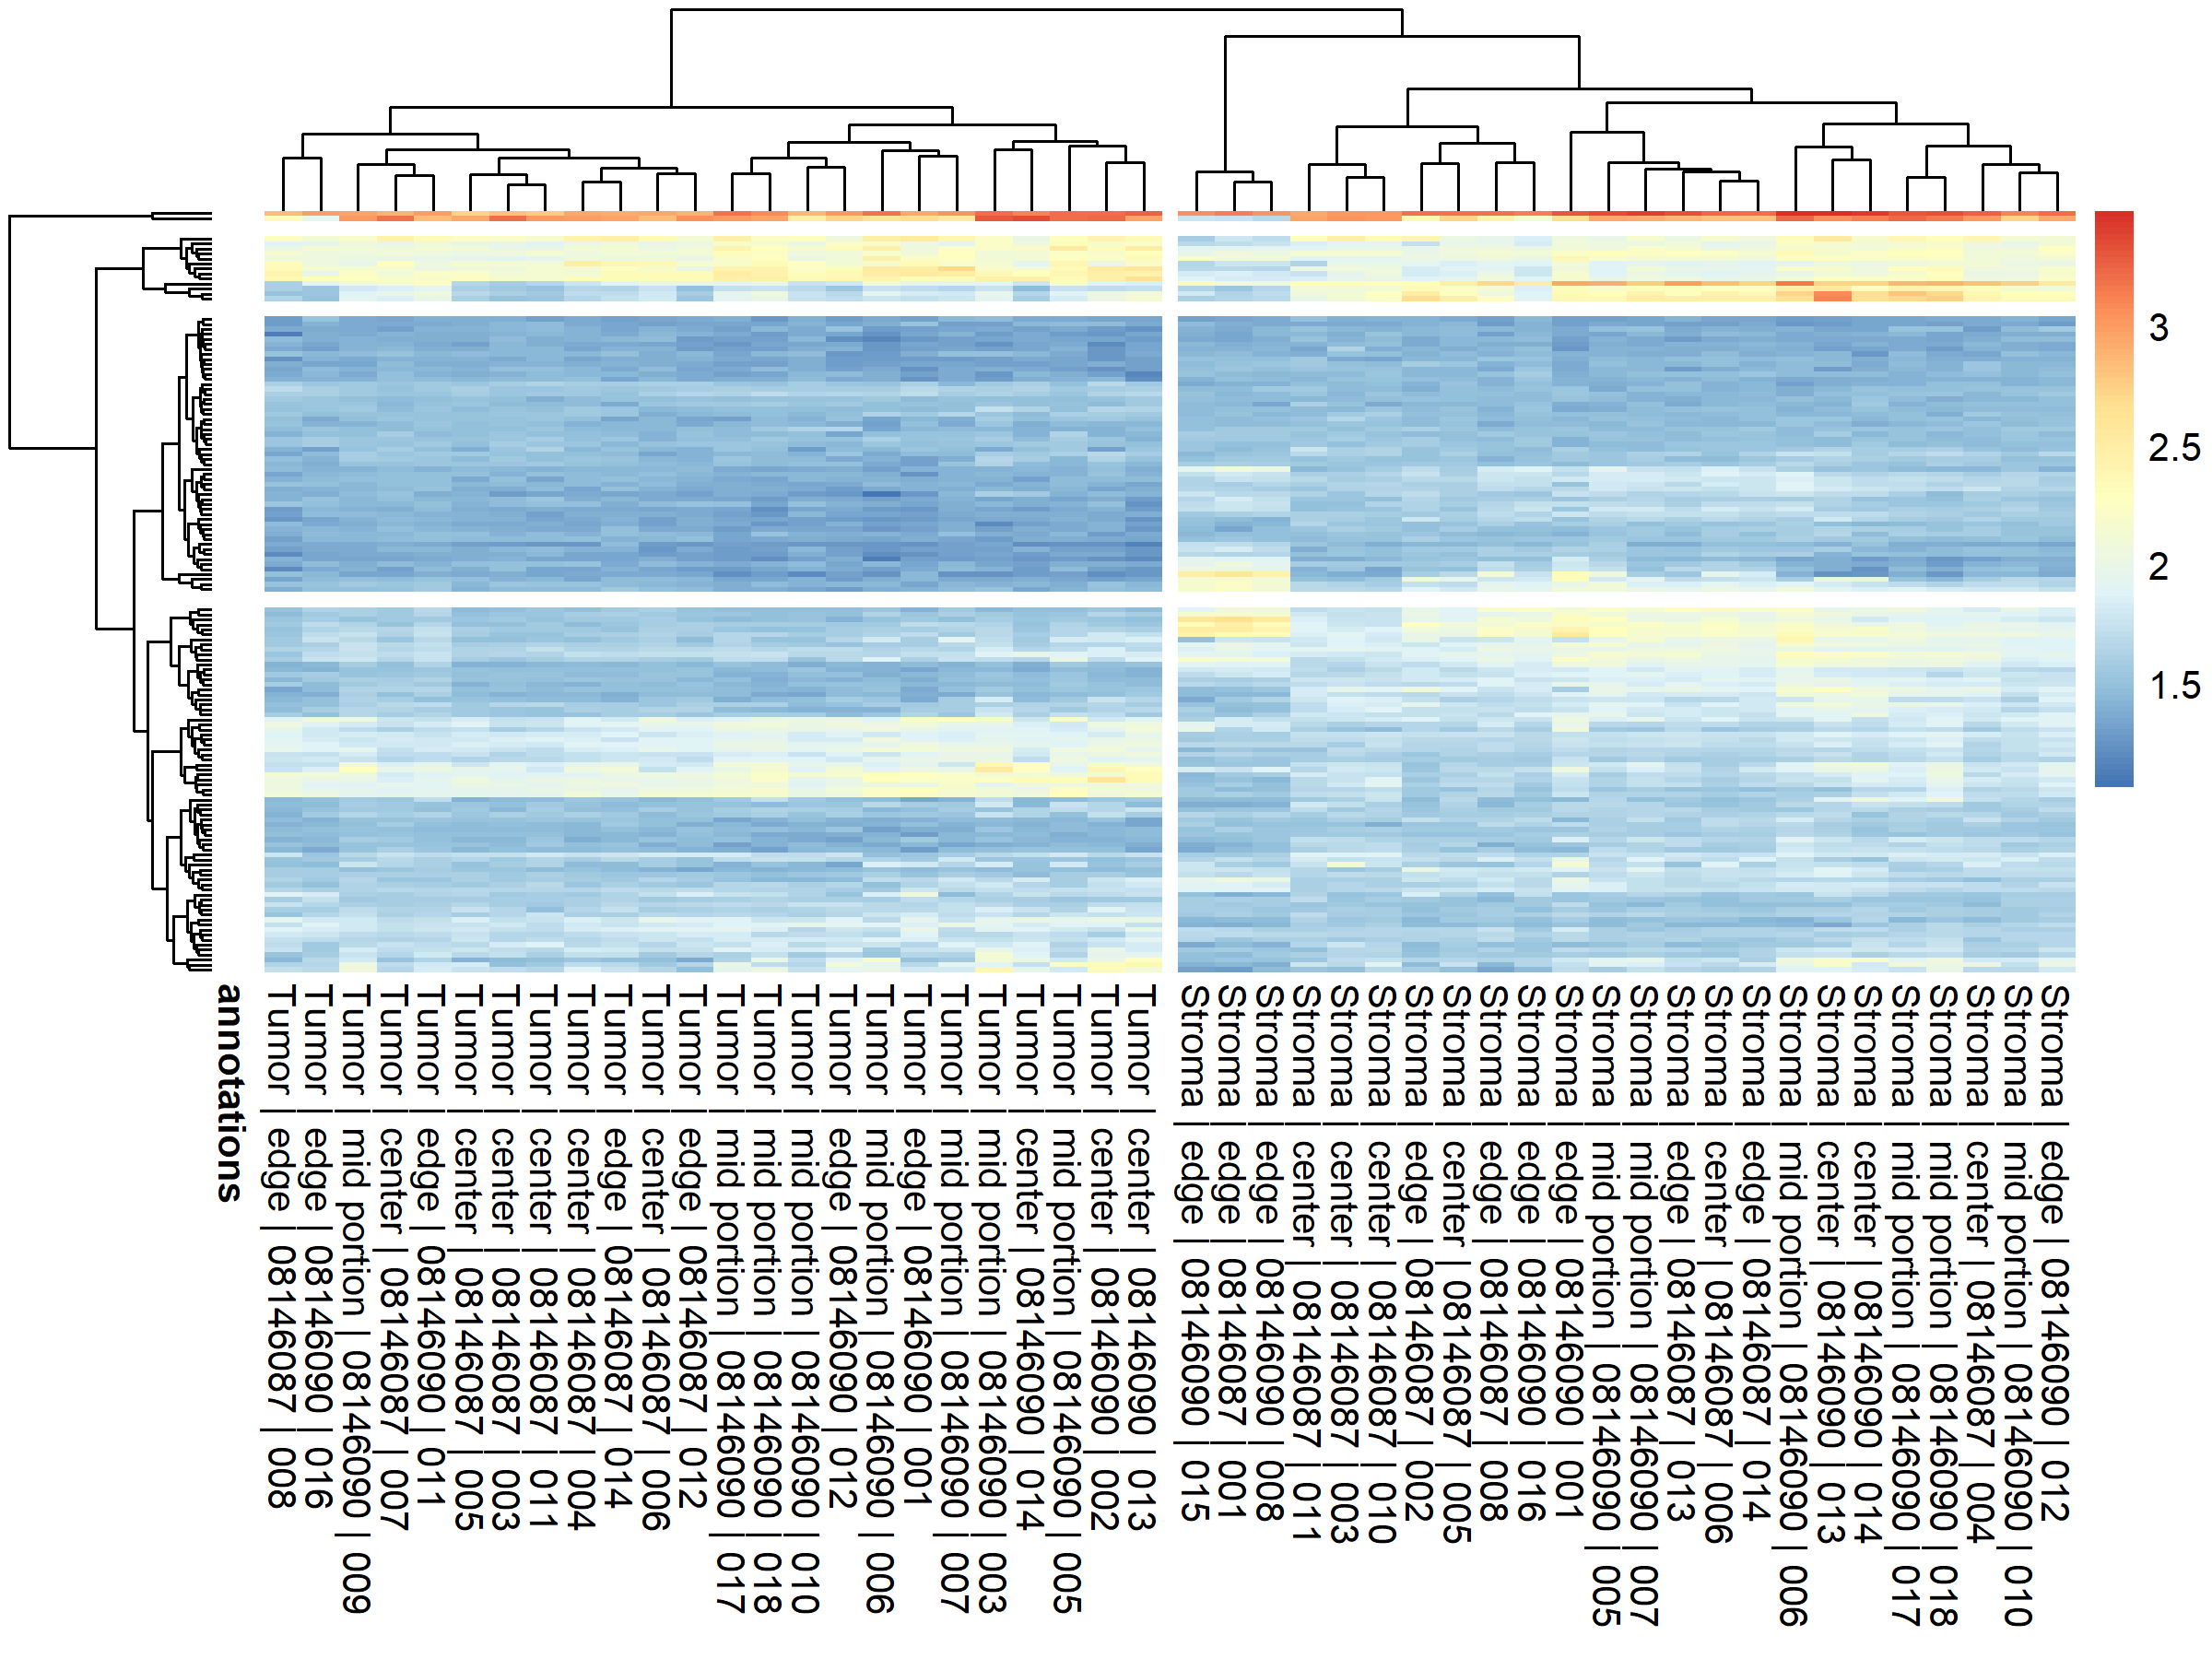 3
2.5
2
1.5
annotations
Tumor | edge | 08146087 | 008
Tumor | edge | 08146090 | 016
Tumor | mid portion | 08146090 | 009
Tumor | center | 08146087 | 007
Tumor | edge | 08146090 | 011
Tumor | center | 08146087 | 005
Tumor | center | 08146087 | 003
Tumor | center | 08146087 | 011
Tumor | center | 08146087 | 004
Tumor | edge | 08146087 | 014
Tumor | center | 08146087 | 006
Tumor | edge | 08146087 | 012
Tumor | mid portion | 08146090 | 017
Tumor | mid portion | 08146090 | 018
Tumor | mid portion | 08146090 | 010
Tumor | edge | 08146090 | 012
Tumor | mid portion | 08146090 | 006
Tumor | edge | 08146090 | 001
Tumor | mid portion | 08146090 | 007
Tumor | mid portion | 08146090 | 003
Tumor | center | 08146090 | 014
Tumor | mid portion | 08146090 | 005
Tumor | center | 08146090 | 002
Tumor | center | 08146090 | 013
Stroma | edge | 08146090 | 015
Stroma | edge | 08146087 | 001
Stroma | edge | 08146090 | 008
Stroma | center | 08146087 | 011
Stroma | center | 08146087 | 003
Stroma | center | 08146087 | 010
Stroma | edge | 08146087 | 002
Stroma | center | 08146087 | 005
Stroma | edge | 08146087 | 008
Stroma | edge | 08146090 | 016
Stroma | edge | 08146090 | 001
Stroma | mid portion | 08146090 | 005
Stroma | mid portion | 08146090 | 007
Stroma | edge | 08146087 | 013
Stroma | center | 08146087 | 006
Stroma | edge | 08146087 | 014
Stroma | mid portion | 08146090 | 006
Stroma | center | 08146090 | 013
Stroma | center | 08146090 | 014
Stroma | mid portion | 08146090 | 017
Stroma | mid portion | 08146090 | 018
Stroma | center | 08146087 | 004
Stroma | mid portion | 08146090 | 010
Stroma | edge | 08146090 | 012